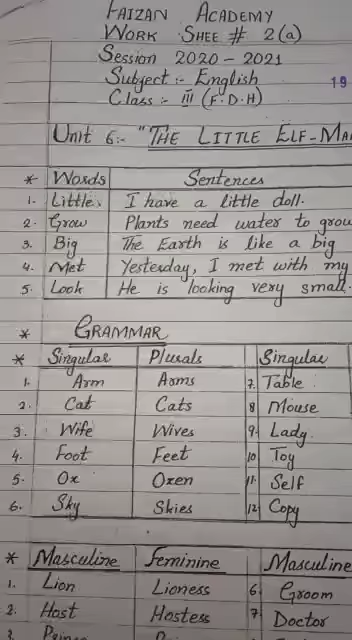 FAIZAN ACADEMY
WORK SHEE # 2(a)
Session 2020-2021
Subject:- English 19
Class:- III (F.D.H)
Unit 6:- "THE LITTLE ELF-MA
* Words Sentences
1. Little. I have a little doll.
2. Grow Plants need water to grow
3. Big The Earth is like a big
4. Met Yesterday, I met with my
5. Look He is looking very small.
* GRAMMAR
* Singular Plurals Singular
1. Arm Arms 7. Table
2. Cat Cats 8 Mouse
3. Wife Wives 9. Lady.
4. Foot Feet 10 Toy
5. Ox Oxen 11. Self
6. Sky Skies 12. Copy
* Masculine Feminine Masculine
1. Lion Lioness 6. Groom
2. Host Hostess 7. Doctor
3.